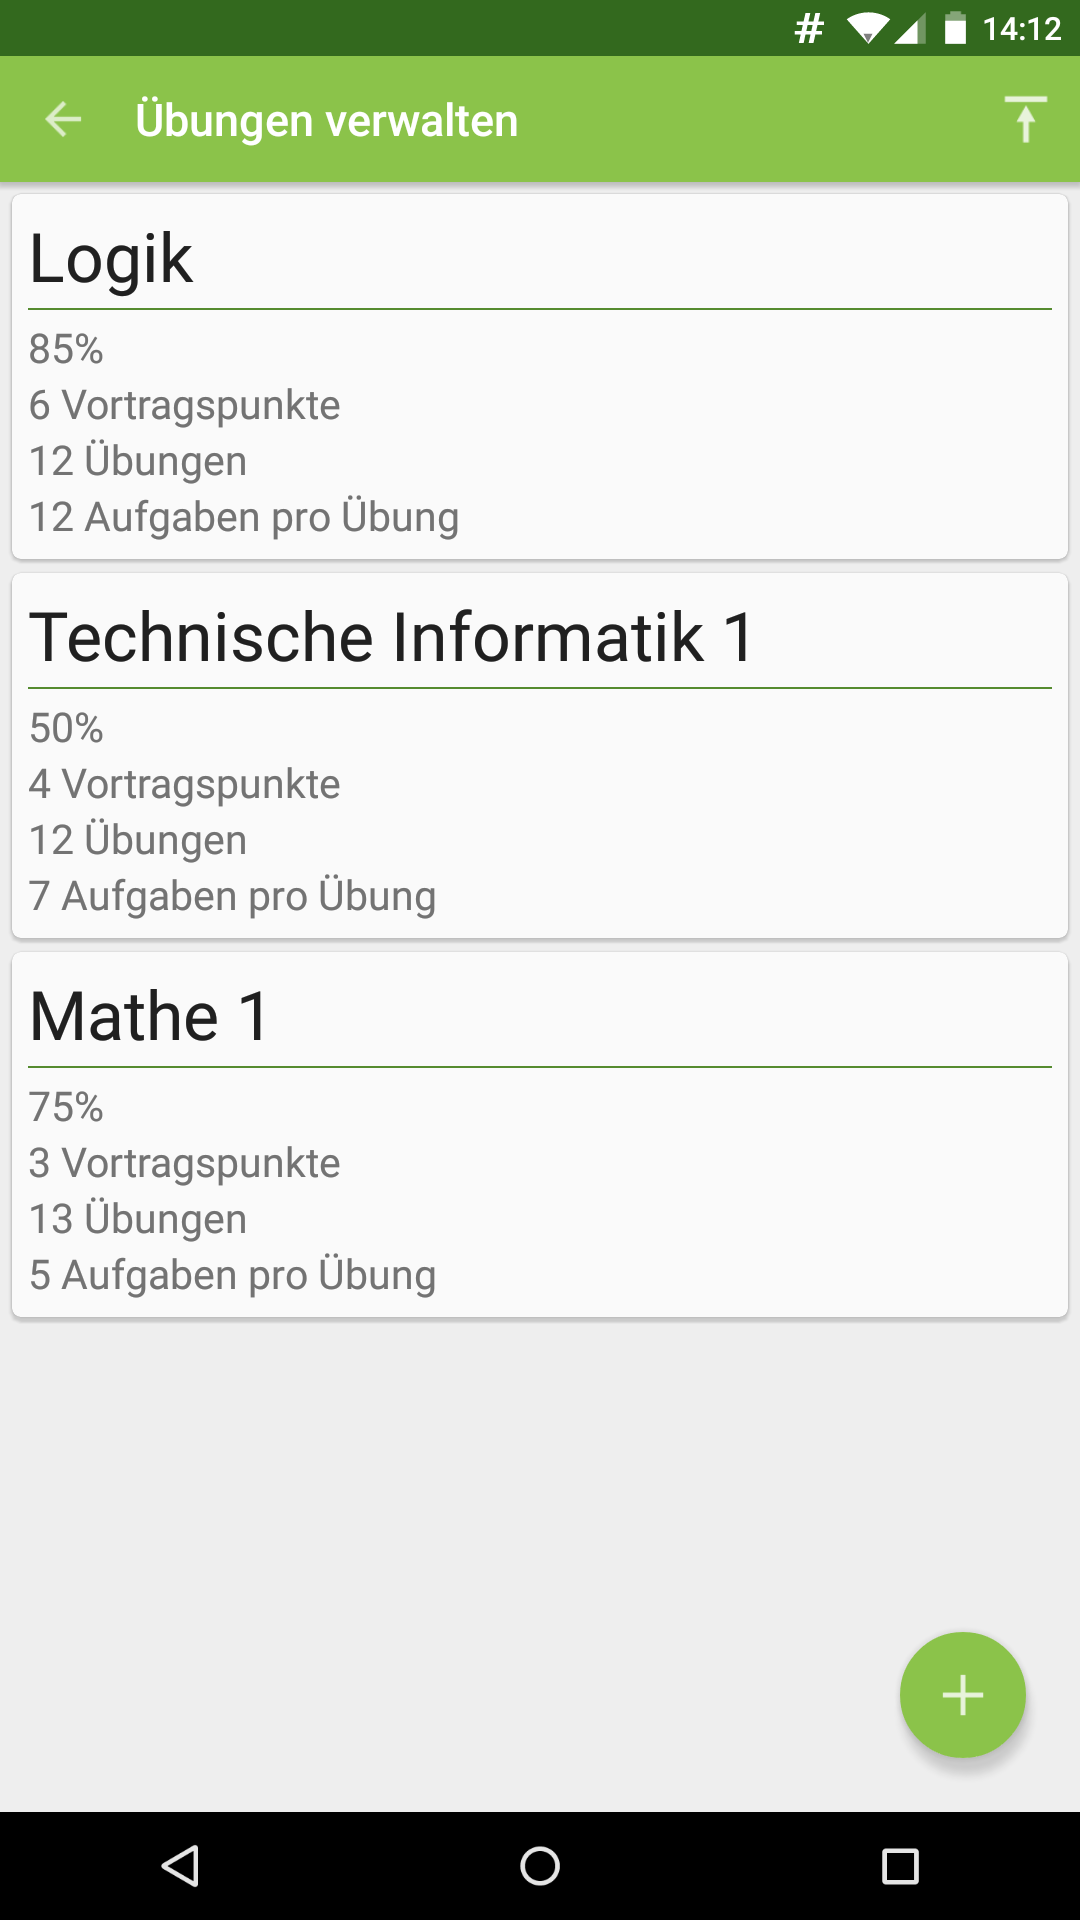 # 14:12
Übungen verwalten
Logik
85%
6 Vortragspunkte
12 Übungen
12 Aufgaben pro Übung
Technische Informatik 1
50%
4 Vortragspunkte
12 Übungen
7 Aufgaben pro Übung
Mathe 1
75%
3 Vortragspunkte
13 Übungen
5 Aufgaben pro Übung